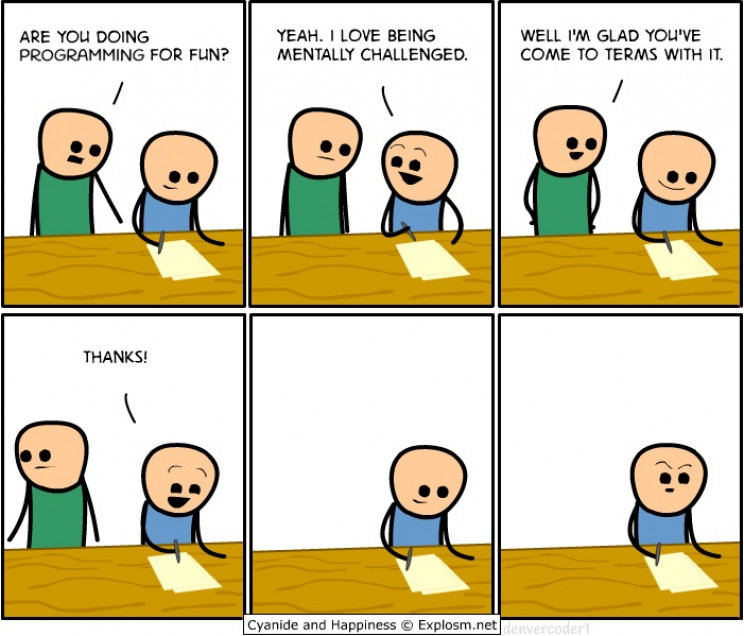 ARE YOU DOING
PROGRAMMING FOR FUN?
YEAH. I LOVE BEING
MENTALLY CHALLENGED.
WELL I'M GLAD YOU'VE
COME TO TERMS WITH IT.
THANKS!
Cyanide and Happiness © Explosm.net
denvercoder1